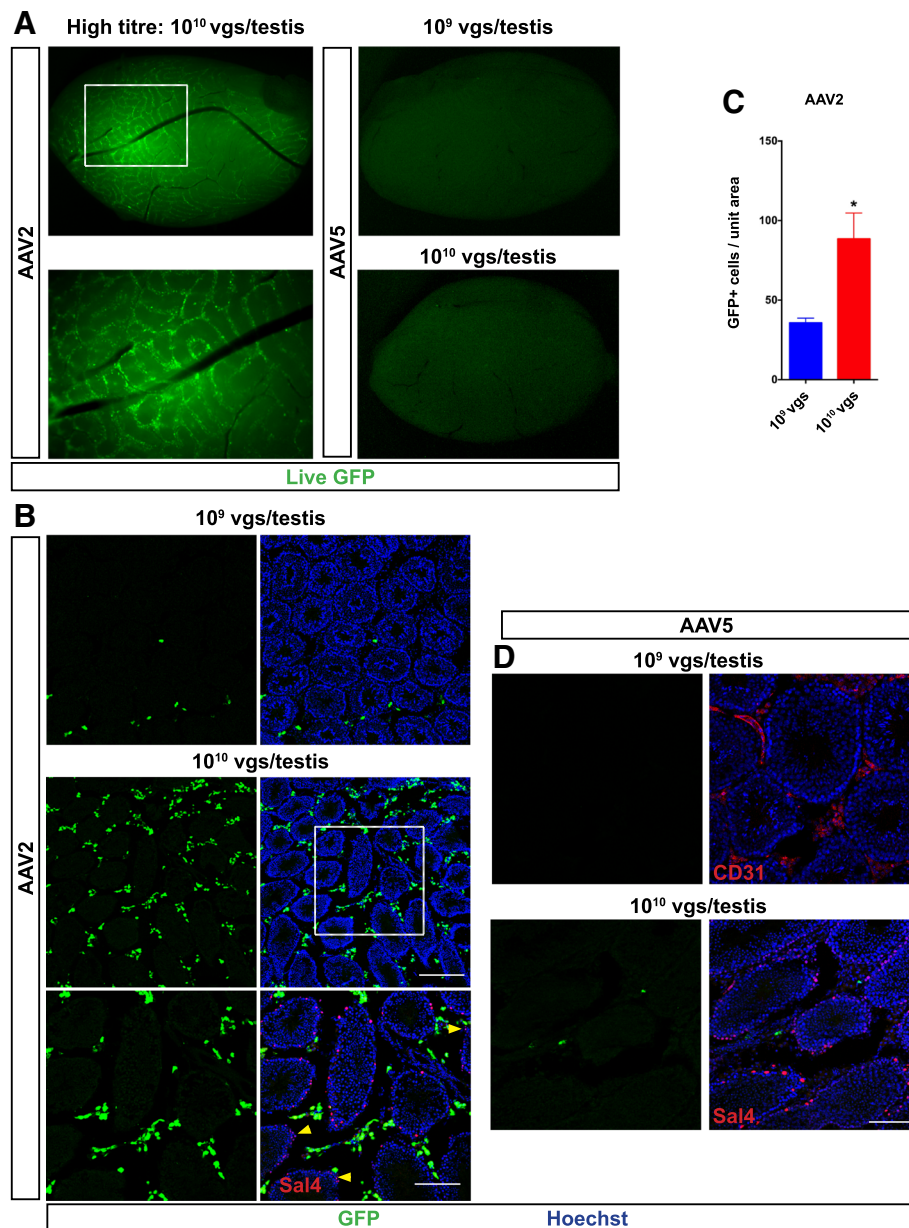 A
High titre: 10¹⁰ vgs/testis
10⁹ vgs/testis
AAV2
AAV5
10¹⁰ vgs/testis
Live GFP
C
AAV2
GFP+ cells / unit area
150
100
50
0
*
10⁹ vgs
10¹⁰ vgs
B
10⁹ vgs/testis
AAV2
10¹⁰ vgs/testis
Sal4
AAV5
D
10⁹ vgs/testis
CD31
10¹⁰ vgs/testis
Sal4
GFP
Hoechst